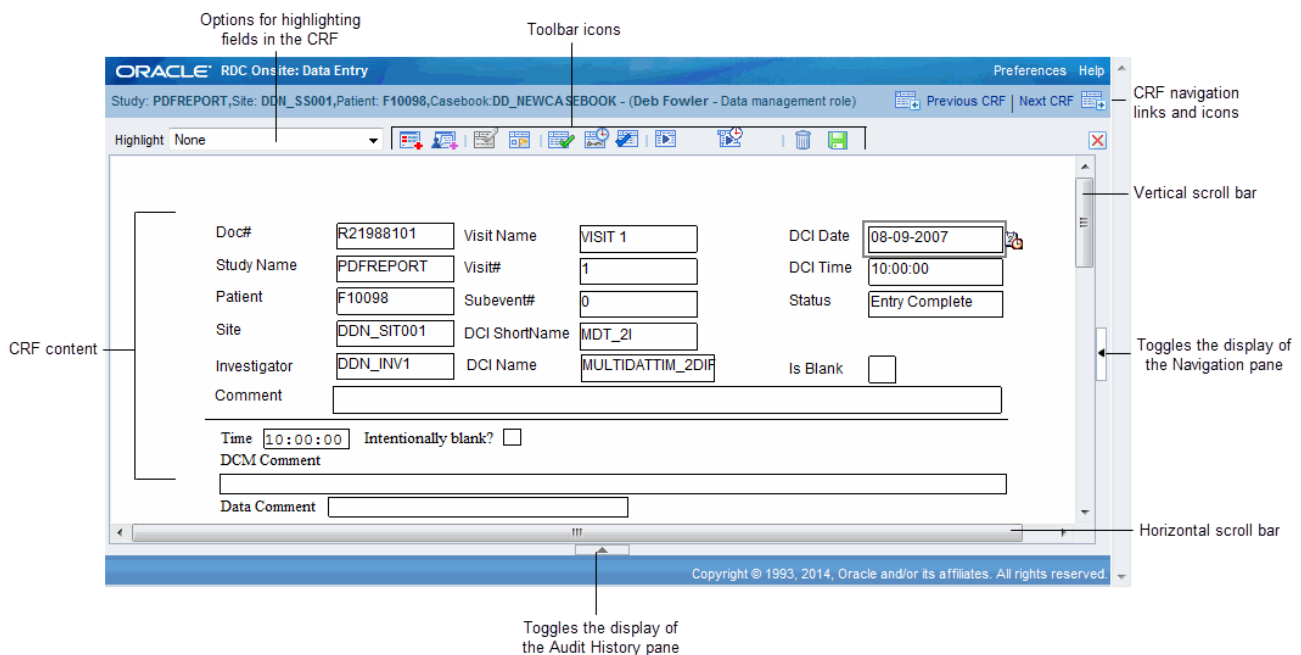 Options for highlighting
fields in the CRF
Toolbar icons
ORACLE RDC Onsite: Data Entry
Preferences Help
Study: PDFREPORT,Site: DDN_SS001,Patient: F10098,Casebook:DD_NEWCASEBOOK - (Deb Fowler - Data management role)
Previous CRF | Next CRF
CRF navigation
links and icons
Highlight None
Vertical scroll bar
Doc# R21988101 Visit Name VISIT 1 DCI Date 08-09-2007
Study Name PDFREPORT Visit# 1 DCI Time 10:00:00
Patient F10098 Subevent# 0 Status Entry Complete
Site DDN_SIT001 DCI ShortName MDT_2I
CRF content
Toggles the display of
the Navigation pane
Investigator DDN_INV1 DCI Name MULTIDATTIM_2DIF Is Blank
Comment
Time 10:00:00 Intentionally blank?
DCM Comment
Data Comment
Horizontal scroll bar
Copyright © 1993, 2014, Oracle and/or its affiliates. All rights reserved.
Toggles the display of
the Audit History pane